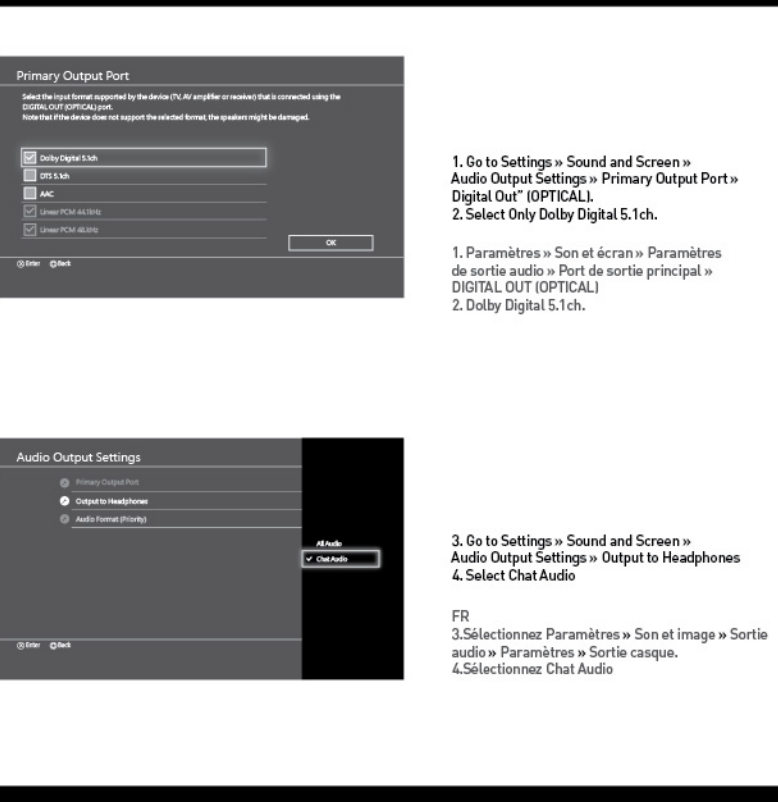 Primary Output Port
Select the input format supported by the device (TV, AV amplifier or receiver) that is connected using the
DIGITAL OUT (OPTICAL) port.
Note that if the device does not support the selected format, the speakers might be damaged.
Dolby Digital 5.1ch
DTS 5.1ch
AAC
Linear PCM 44.1kHz
Linear PCM 48.kHz
OK
Enter Back
1. Go to Settings » Sound and Screen »
Audio Output Settings » Primary Output Port »
Digital Out” (OPTICAL).
2. Select Only Dolby Digital 5.1ch.
1. Paramètres » Son et écran » Paramètres
de sortie audio » Port de sortie principal »
DIGITAL OUT (OPTICAL)
2. Dolby Digital 5.1ch.
Audio Output Settings
Primary Output Port
Output to Headphones
Audio Format (Priority)
All Audio
Chat Audio
Enter Back
3. Go to Settings » Sound and Screen »
Audio Output Settings » Output to Headphones
4. Select Chat Audio
FR
3.Sélectionnez Paramètres » Son et image » Sortie
audio » Paramètres » Sortie casque.
4.Sélectionnez Chat Audio